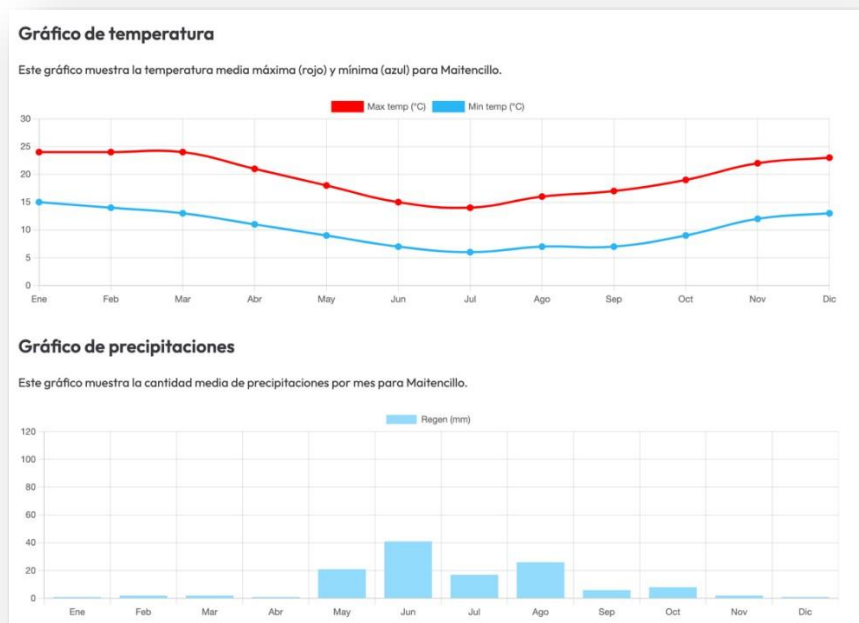 Gráfico de temperatura
Este gráfico muestra la temperatura media máxima (rojo) y mínima (azul) para Maitencillo.
Max temp (°C) Min temp (°C)
30
25
20
15
10
5
0
Ene Feb Mar Abr May Jun Jul Ago Sep Oct Nov Dic
Gráfico de precipitaciones
Este gráfico muestra la cantidad media de precipitaciones por mes para Maitencillo.
Regen (mm)
120
100
80
60
40
20
0
Ene Feb Mar Abr May Jun Jul Ago Sep Oct Nov Dic